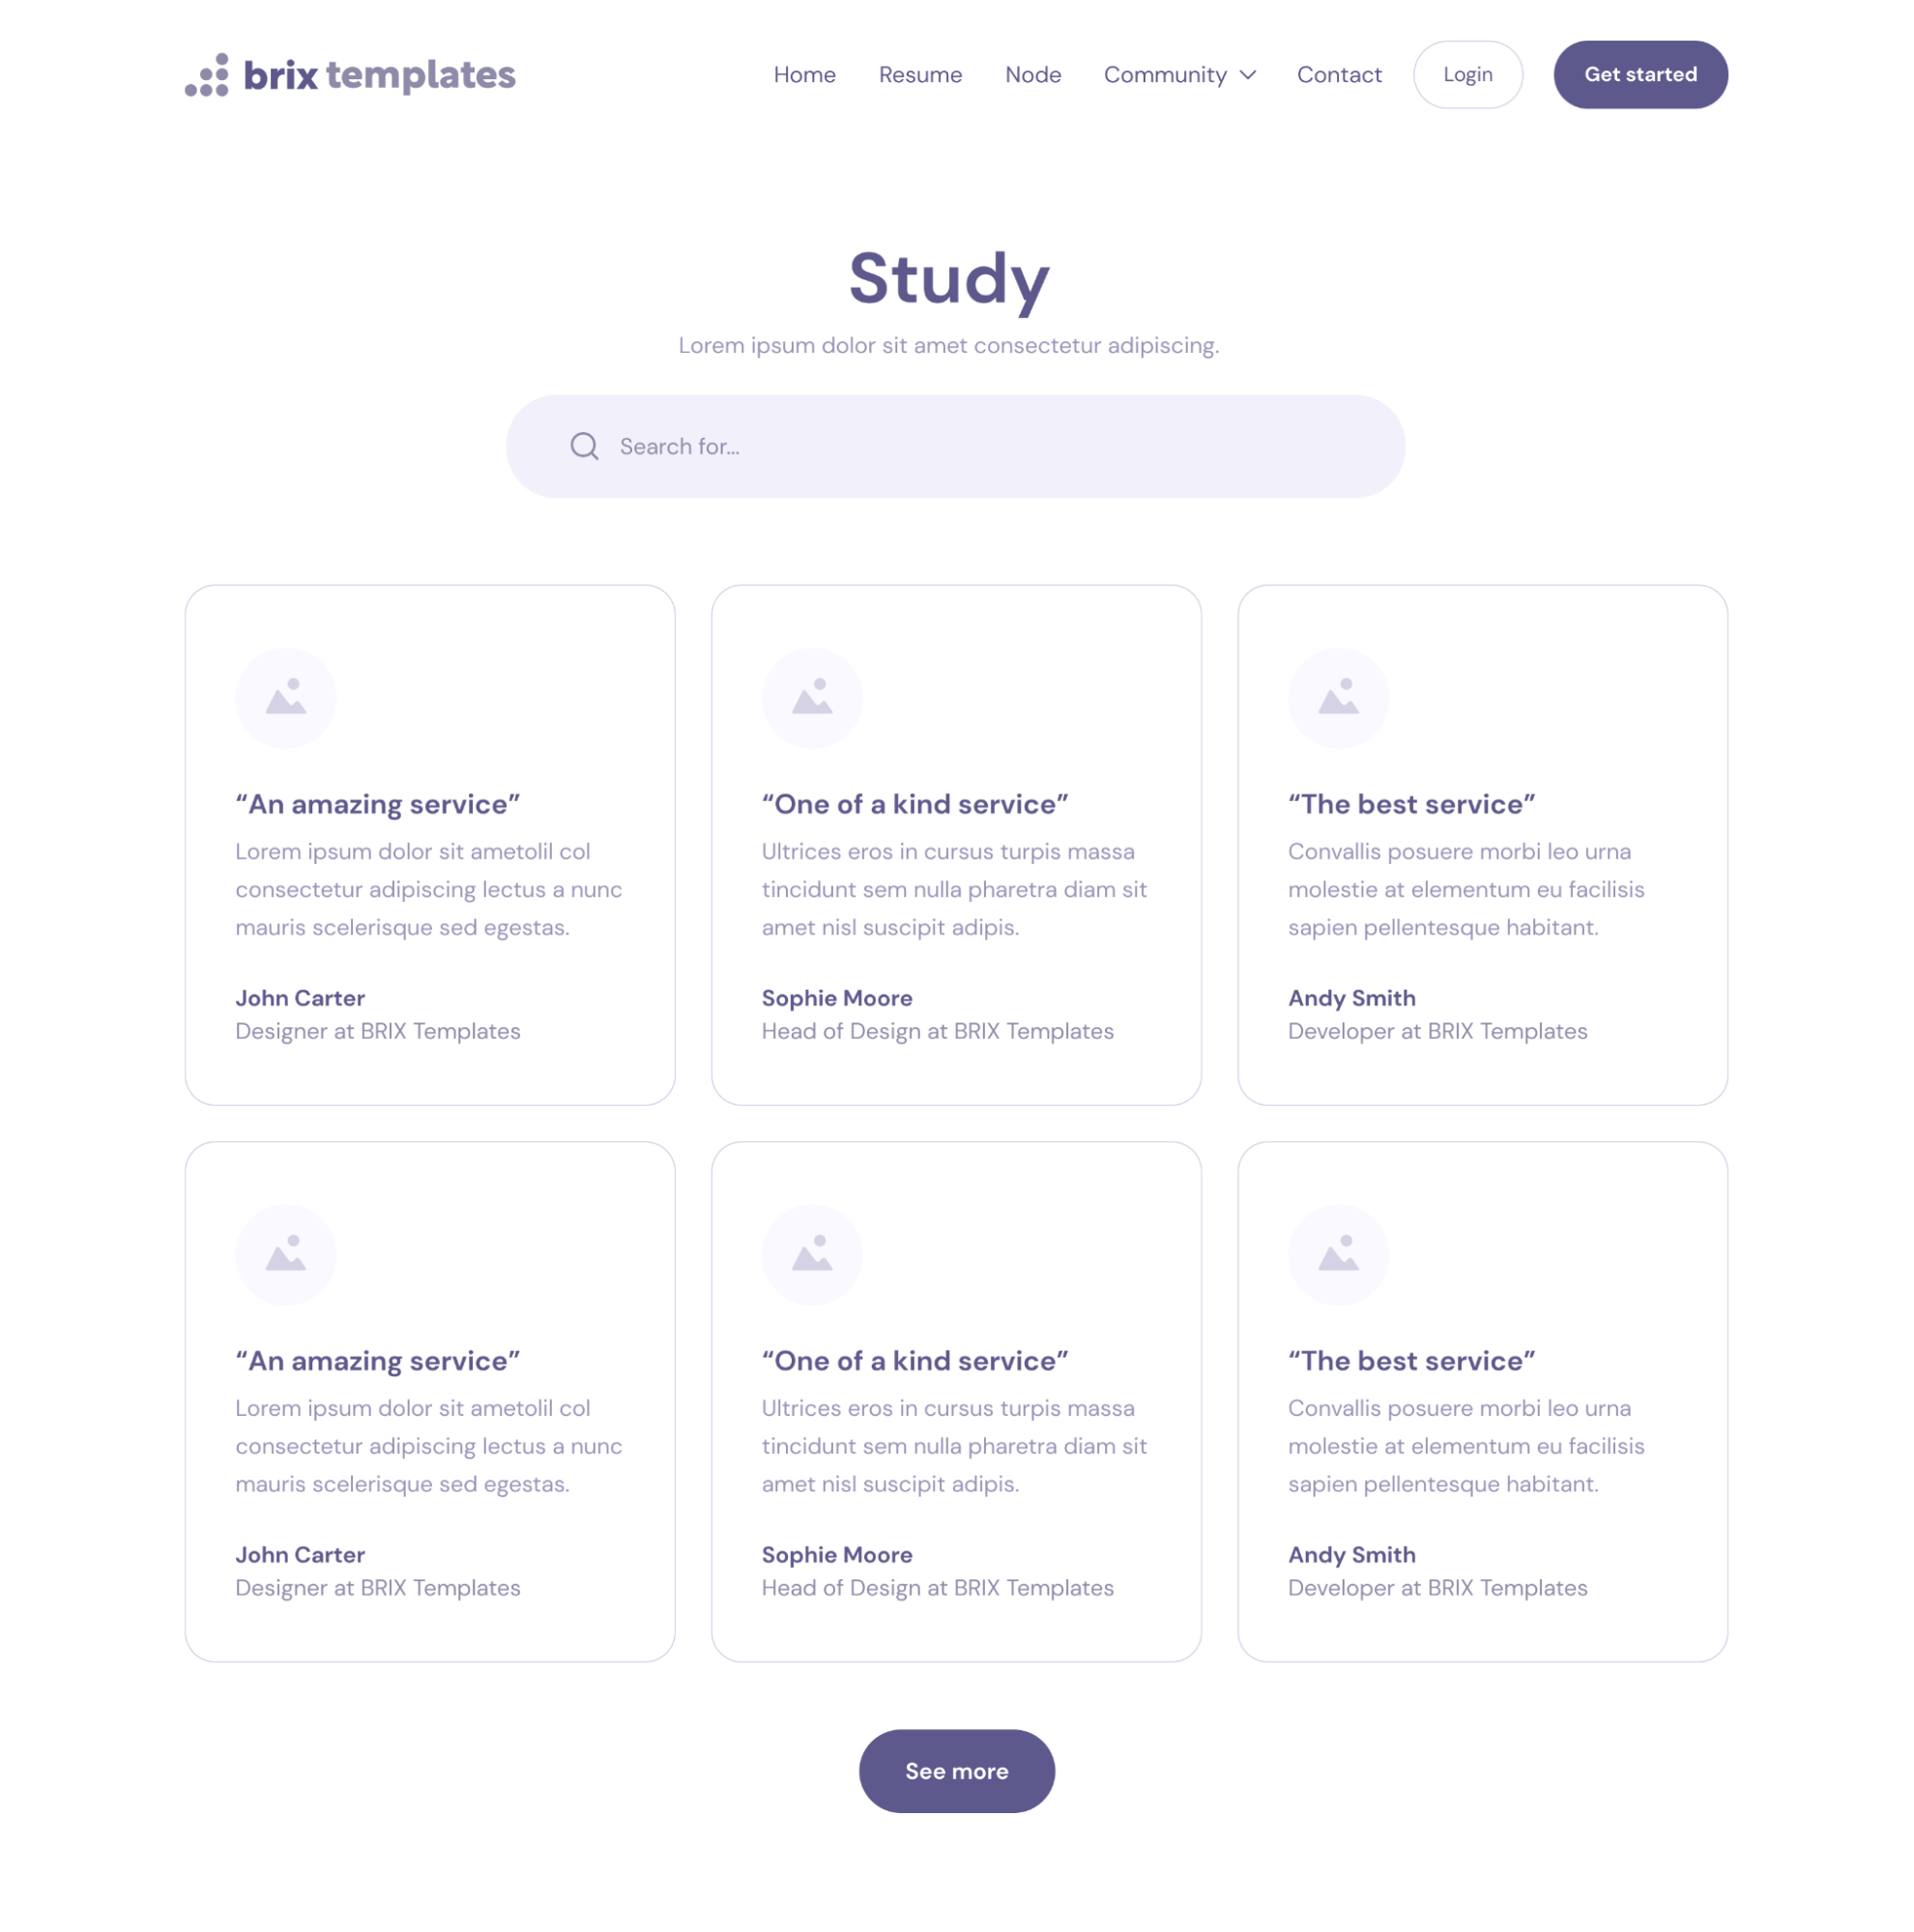 brix templates
Home Resume Node Community Contact Login Get started
Study
Lorem ipsum dolor sit amet consectetur adipiscing.
Search for...
“An amazing service”
Lorem ipsum dolor sit ametolil col
consectetur adipiscing lectus a nunc
mauris scelerisque sed egestas.
John Carter
Designer at BRIX Templates
“One of a kind service”
Ultrices eros in cursus turpis massa
tincidunt sem nulla pharetra diam sit
amet nisl suscipit adipis.
Sophie Moore
Head of Design at BRIX Templates
“The best service”
Convallis posuere morbi leo urna
molestie at elementum eu facilisis
sapien pellentesque habitant.
Andy Smith
Developer at BRIX Templates
“An amazing service”
Lorem ipsum dolor sit ametolil col
consectetur adipiscing lectus a nunc
mauris scelerisque sed egestas.
John Carter
Designer at BRIX Templates
“One of a kind service”
Ultrices eros in cursus turpis massa
tincidunt sem nulla pharetra diam sit
amet nisl suscipit adipis.
Sophie Moore
Head of Design at BRIX Templates
“The best service”
Convallis posuere morbi leo urna
molestie at elementum eu facilisis
sapien pellentesque habitant.
Andy Smith
Developer at BRIX Templates
See more